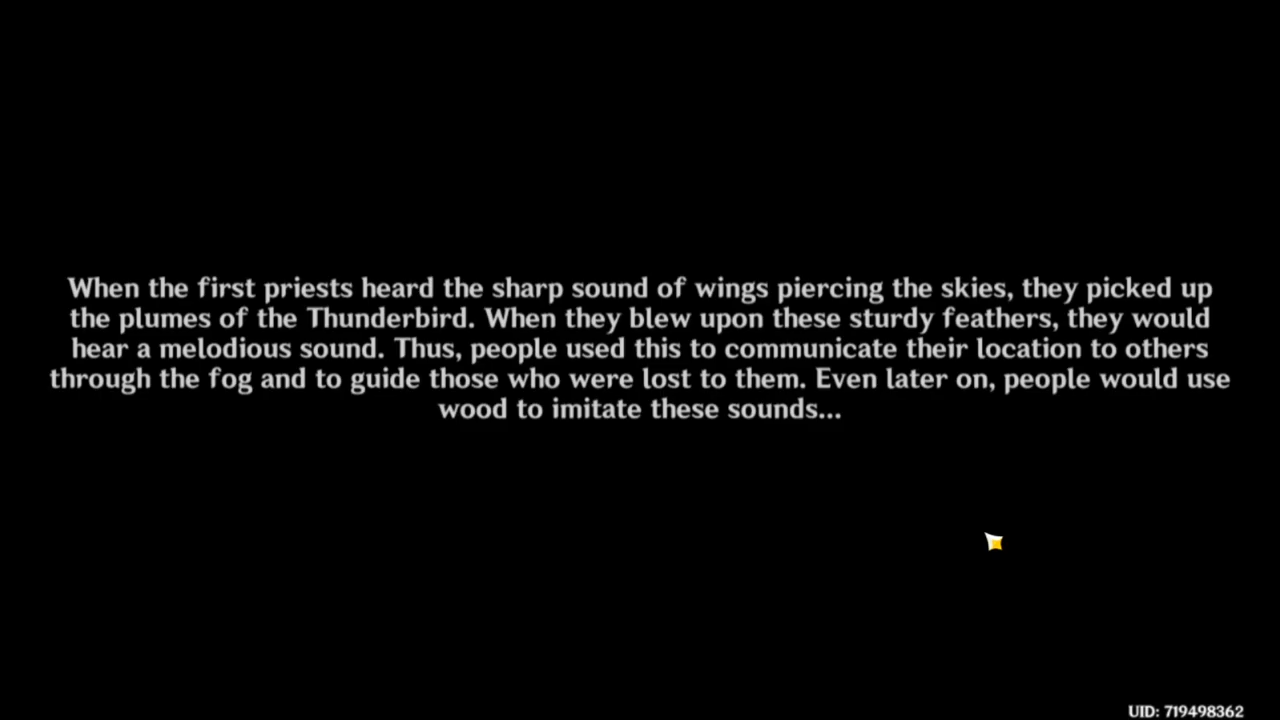 When the first priests heard the sharp sound of wings piercing the skies, they picked up
the plumes of the Thunderbird. When they blew upon these sturdy feathers, they would
hear a melodious sound. Thus, people used this to communicate their location to others
through the fog and to guide those who were lost to them. Even later on, people would use
wood to imitate these sounds...
UID: 719498362